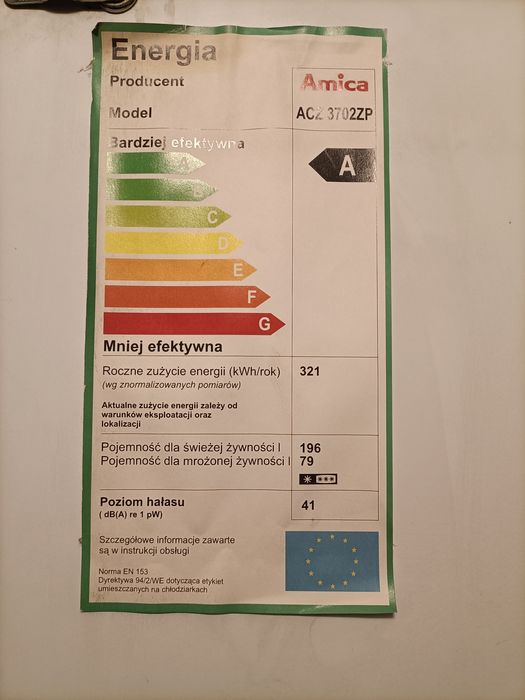 Energia
Producent
Amica
Model
3702ZP
Bardziej efektywna
A
A
C
D
E
F
G
Mniej efektywna
Roczne zużycie energii (kWh/rok) 321
(wg znormalizowanych pomiarów)
Aktualne zużycie energii zależy od
warunków eksploatacji oraz
lokalizacji
Pojemność dla świeżej żywności l 196
Pojemność dla mrożonej żywności l 79
Poziom hałasu 41
( dB(A) re 1 pW)
Szczegółowe informacje zawarte
są w instrukcji obsługi
Norma EN 153
Dyrektywa 94/2/WE dotycząca etykiet
umieszczanych na chłodziarkach